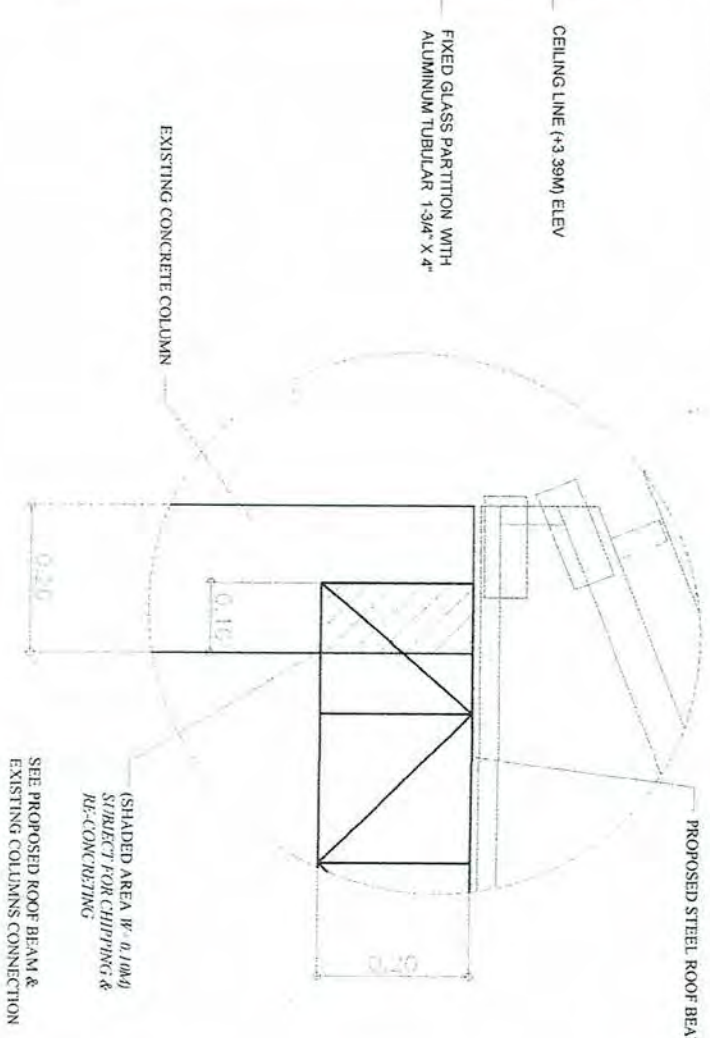 CEILING LINE (+3.39M) ELEV
FIXED GLASS PARTITION WITH
ALUMINUM TUBULAR 1-3/4" X 4"
EXISTING CONCRETE COLUMN
0.20
0.10
0.20
PROPOSED STEEL ROOF BEA
(SHADED AREA W= 0.10M)
SUBJECT FOR CHIPPING &
RE-CONCRETING
SEE PROPOSED ROOF BEAM &
EXISTING COLUMNS CONNECTION